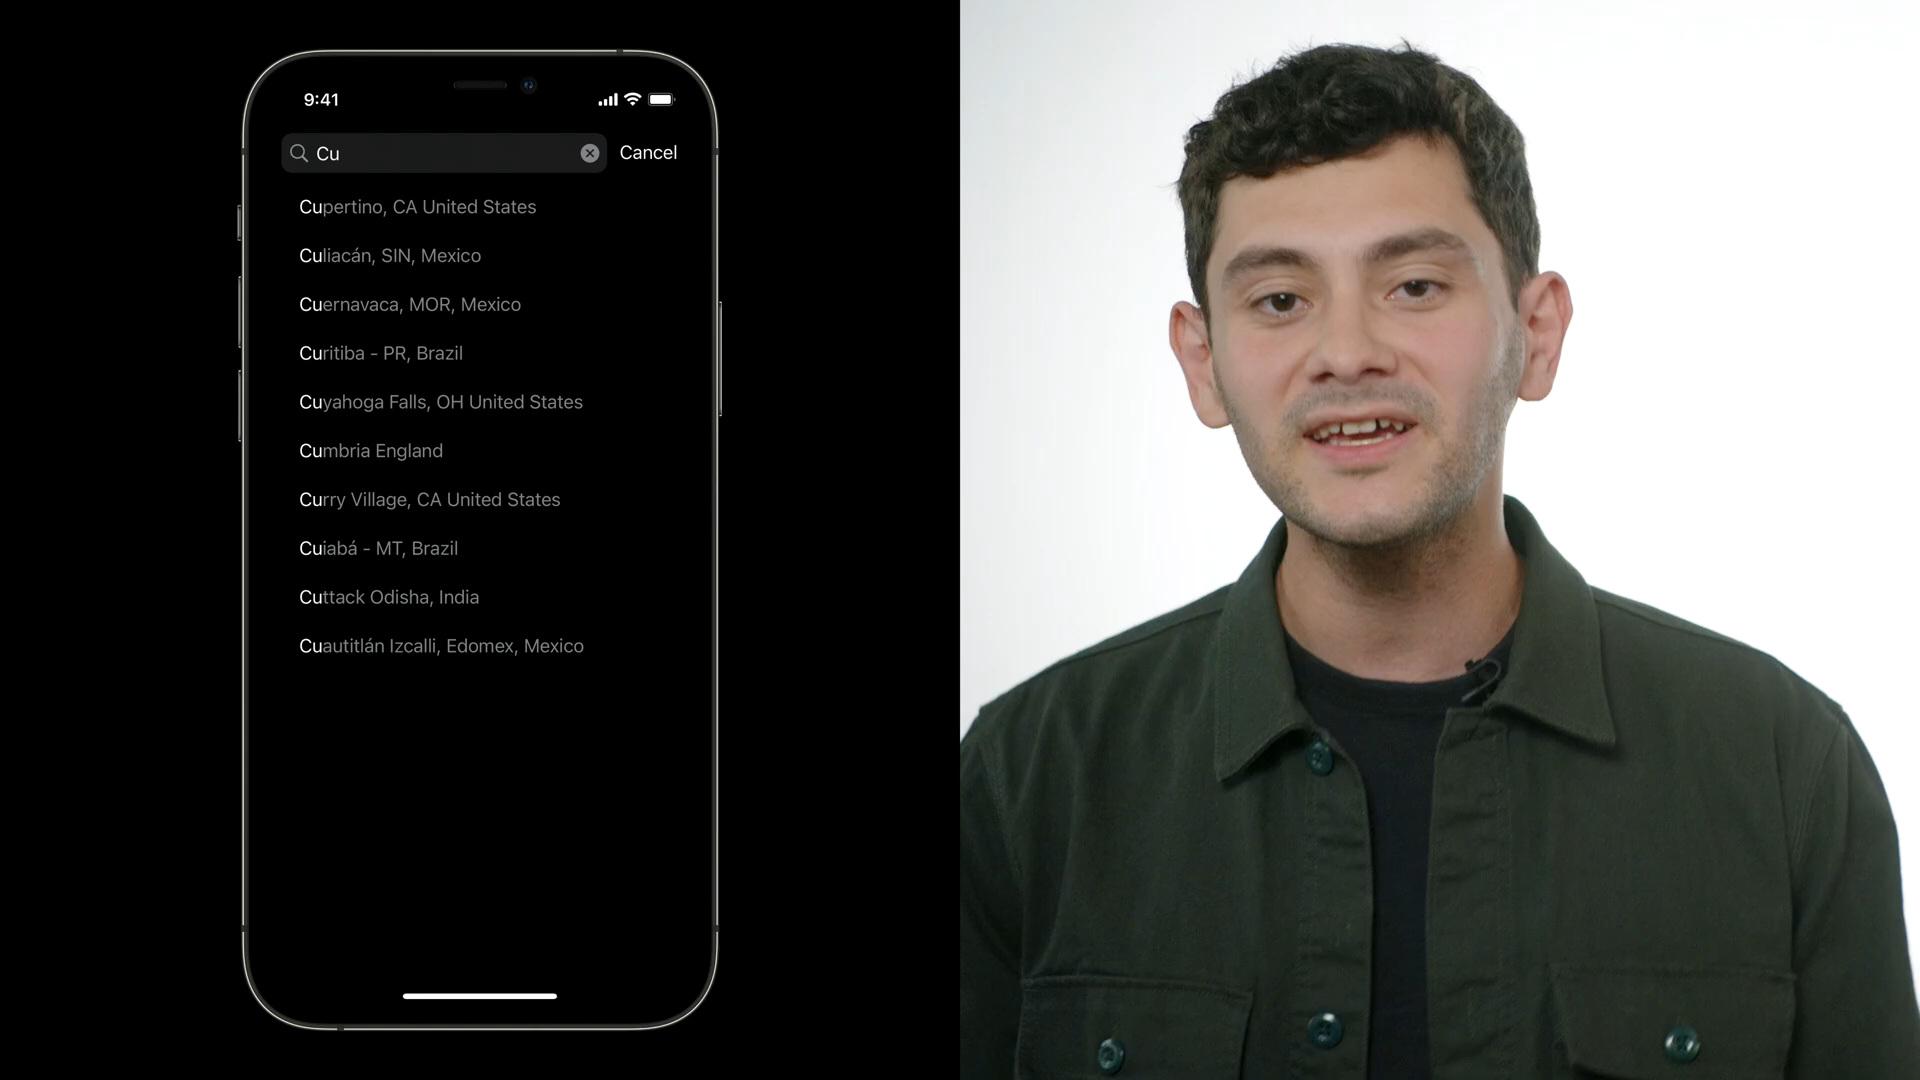 9:41
Cu
Cancel
Cupertino, CA United States
Culiacán, SIN, Mexico
Cuernavaca, MOR, Mexico
Curitiba - PR, Brazil
Cuyahoga Falls, OH United States
Cumbria England
Curry Village, CA United States
Cuiabá - MT, Brazil
Cuttack Odisha, India
Cuautitlán Izcalli, Edomex, Mexico